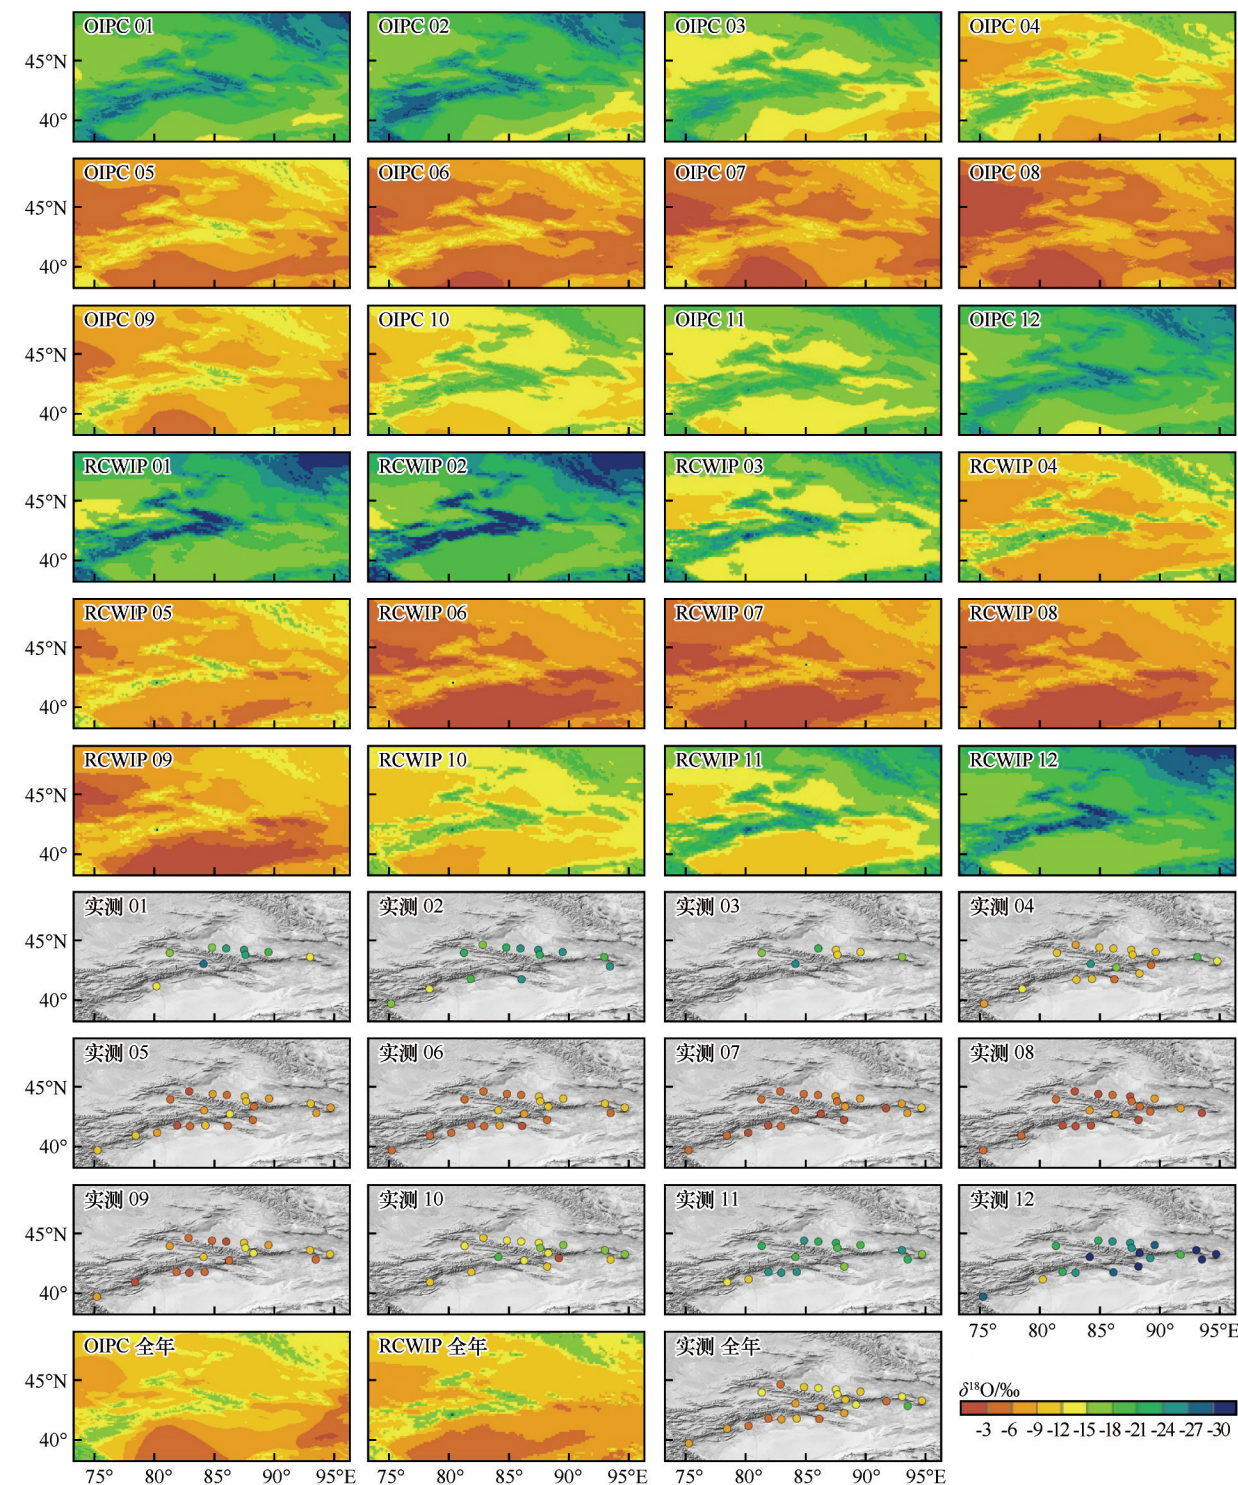 OIPC 01 OIPC 02 OIPC 03 OIPC 04
45°N
40°
OIPC 05 OIPC 06 OIPC 07 OIPC 08
45°N
40°
OIPC 09 OIPC 10 OIPC 11 OIPC 12
45°N
40°
RCWIP 01 RCWIP 02 RCWIP 03 RCWIP 04
45°N
40°
RCWIP 05 RCWIP 06 RCWIP 07 RCWIP 08
45°N
40°
RCWIP 09 RCWIP 10 RCWIP 11 RCWIP 12
45°N
40°
实测 01 实测 02 实测 03 实测 04
45°N
40°
实测 05 实测 06 实测 07 实测 08
45°N
40°
实测 09 实测 10 实测 11 实测 12
45°N
40°
75° 80° 85° 90° 95°E
OIPC 全年 RCWIP 全年 实测 全年
45°N
40°
75° 80° 85° 90° 95°E 75° 80° 85° 90° 95°E 75° 80° 85° 90° 95°E
δ¹⁸O/‰
-3 -6 -9 -12 -15 -18 -21 -24 -27 -30